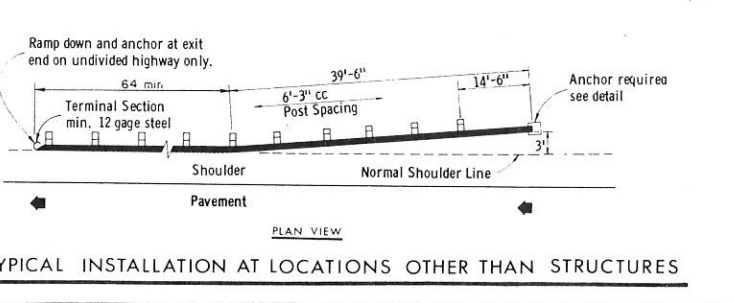 Ramp down and anchor at exit
end on undivided highway only.
39'-6"
64 min.
14'-6"
Anchor required
see detail
6'-3" cc
Post Spacing
Terminal Section
min. 12 gage steel
3'
Shoulder
Normal Shoulder Line
Pavement
PLAN VIEW
YPICAL INSTALLATION AT LOCATIONS OTHER THAN STRUCTURES